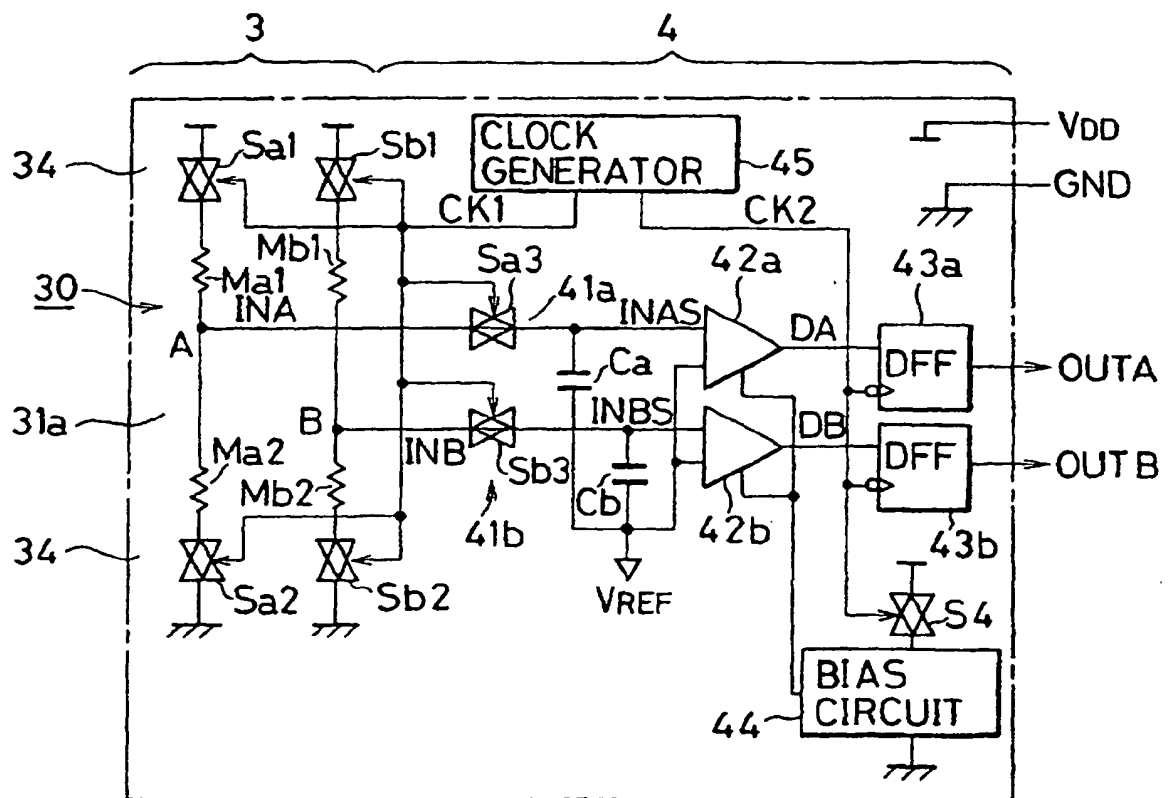 3 4
34 Sa1 Sb1 CLOCK GENERATOR 45 VDD
GND
CK1 CK2
30 Ma1 Mb1 Sa3 41a 42a 43a
INA INAS DA DFF OUTA
A
Ca
31a B INB INBS DB DFF OUTB
Sb3
Ma2 Mb2 41b Cb 42b 43b
34 Sa2 Sb2 VREF S4
44 BIAS CIRCUIT